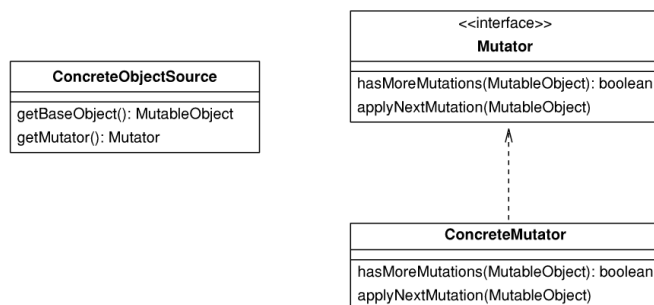 ConcreteObjectSource
getBaseObject(): MutableObject
getMutator(): Mutator
<<interface>>
Mutator
hasMoreMutations(MutableObject): boolean
applyNextMutation(MutableObject)
ConcreteMutator
hasMoreMutations(MutableObject): boolean
applyNextMutation(MutableObject)